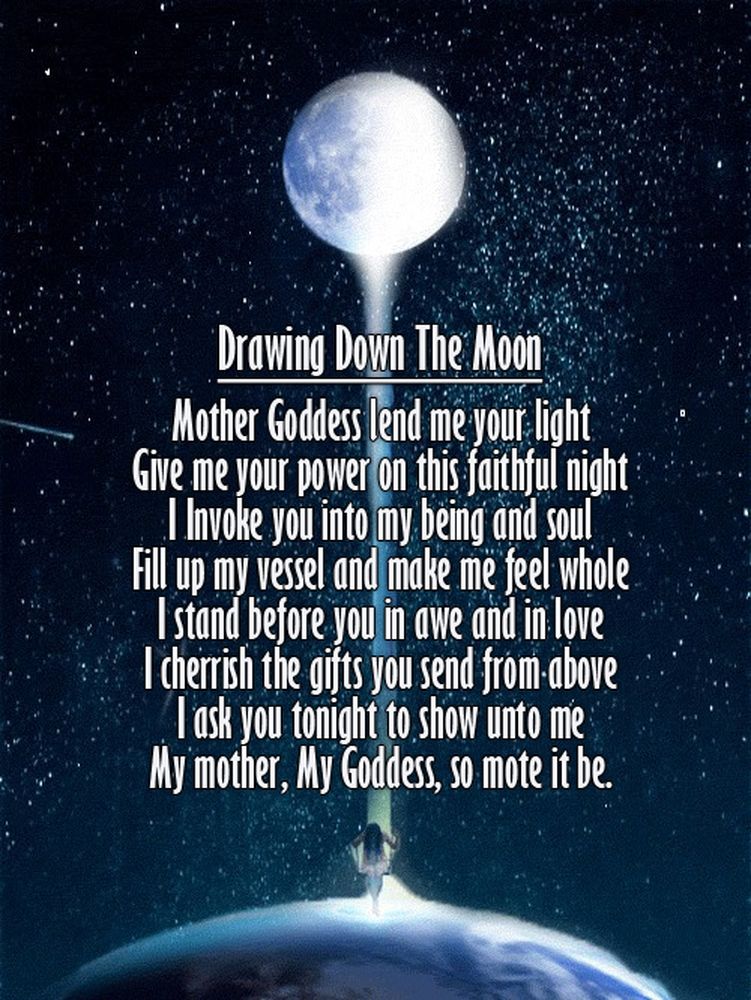 Drawing Down The Moon
Mother Goddess lend me your light
Give me your power on this faithful night
I Invoke you into my being and soul
Fill up my vessel and make me feel whole
I stand before you in awe and in love
I cherrish the gifts you send from above
I ask you tonight to show unto me
My mother, My Goddess, so mote it be.